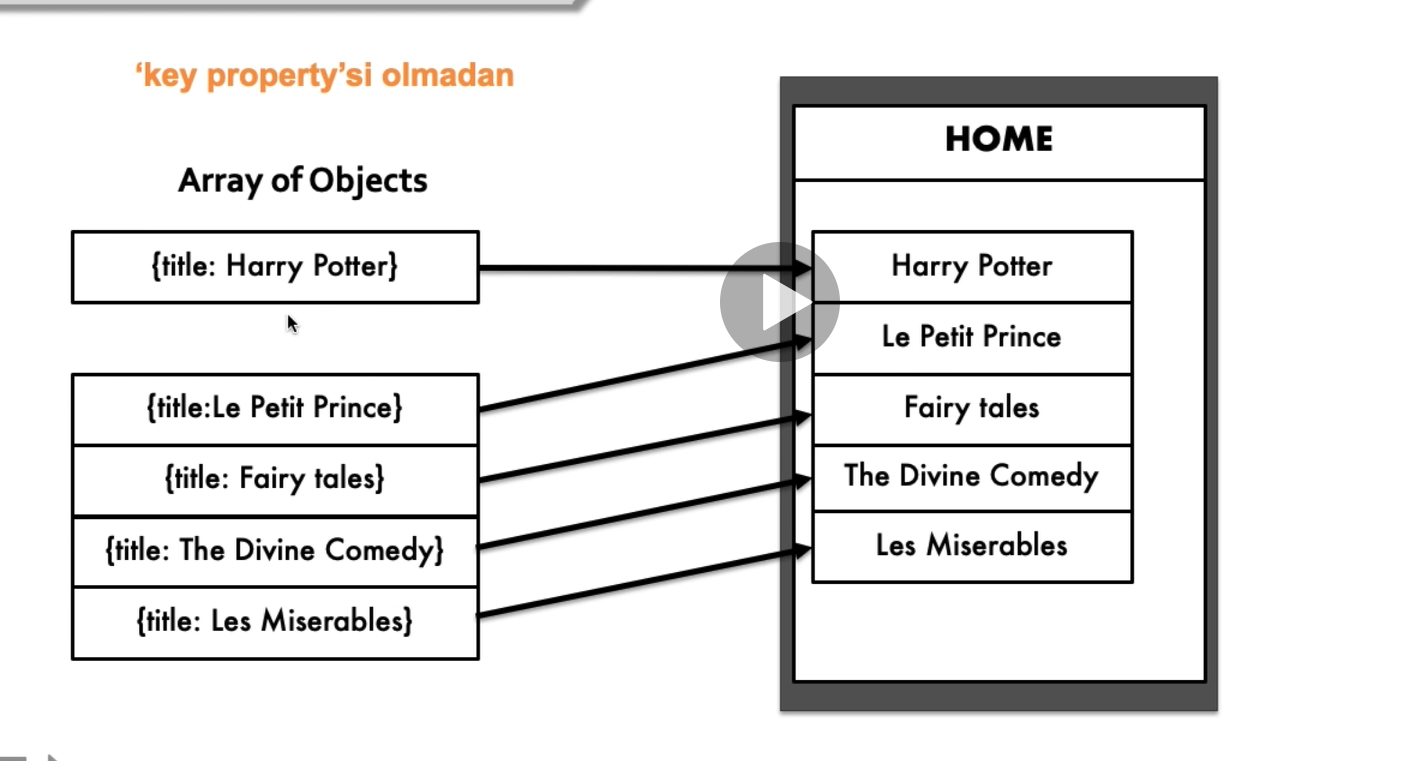 ‘key property’si olmadan
HOME
Array of Objects
{title: Harry Potter}
{title:Le Petit Prince}
{title: Fairy tales}
{title: The Divine Comedy}
{title: Les Miserables}
Harry Potter
Le Petit Prince
Fairy tales
The Divine Comedy
Les Miserables